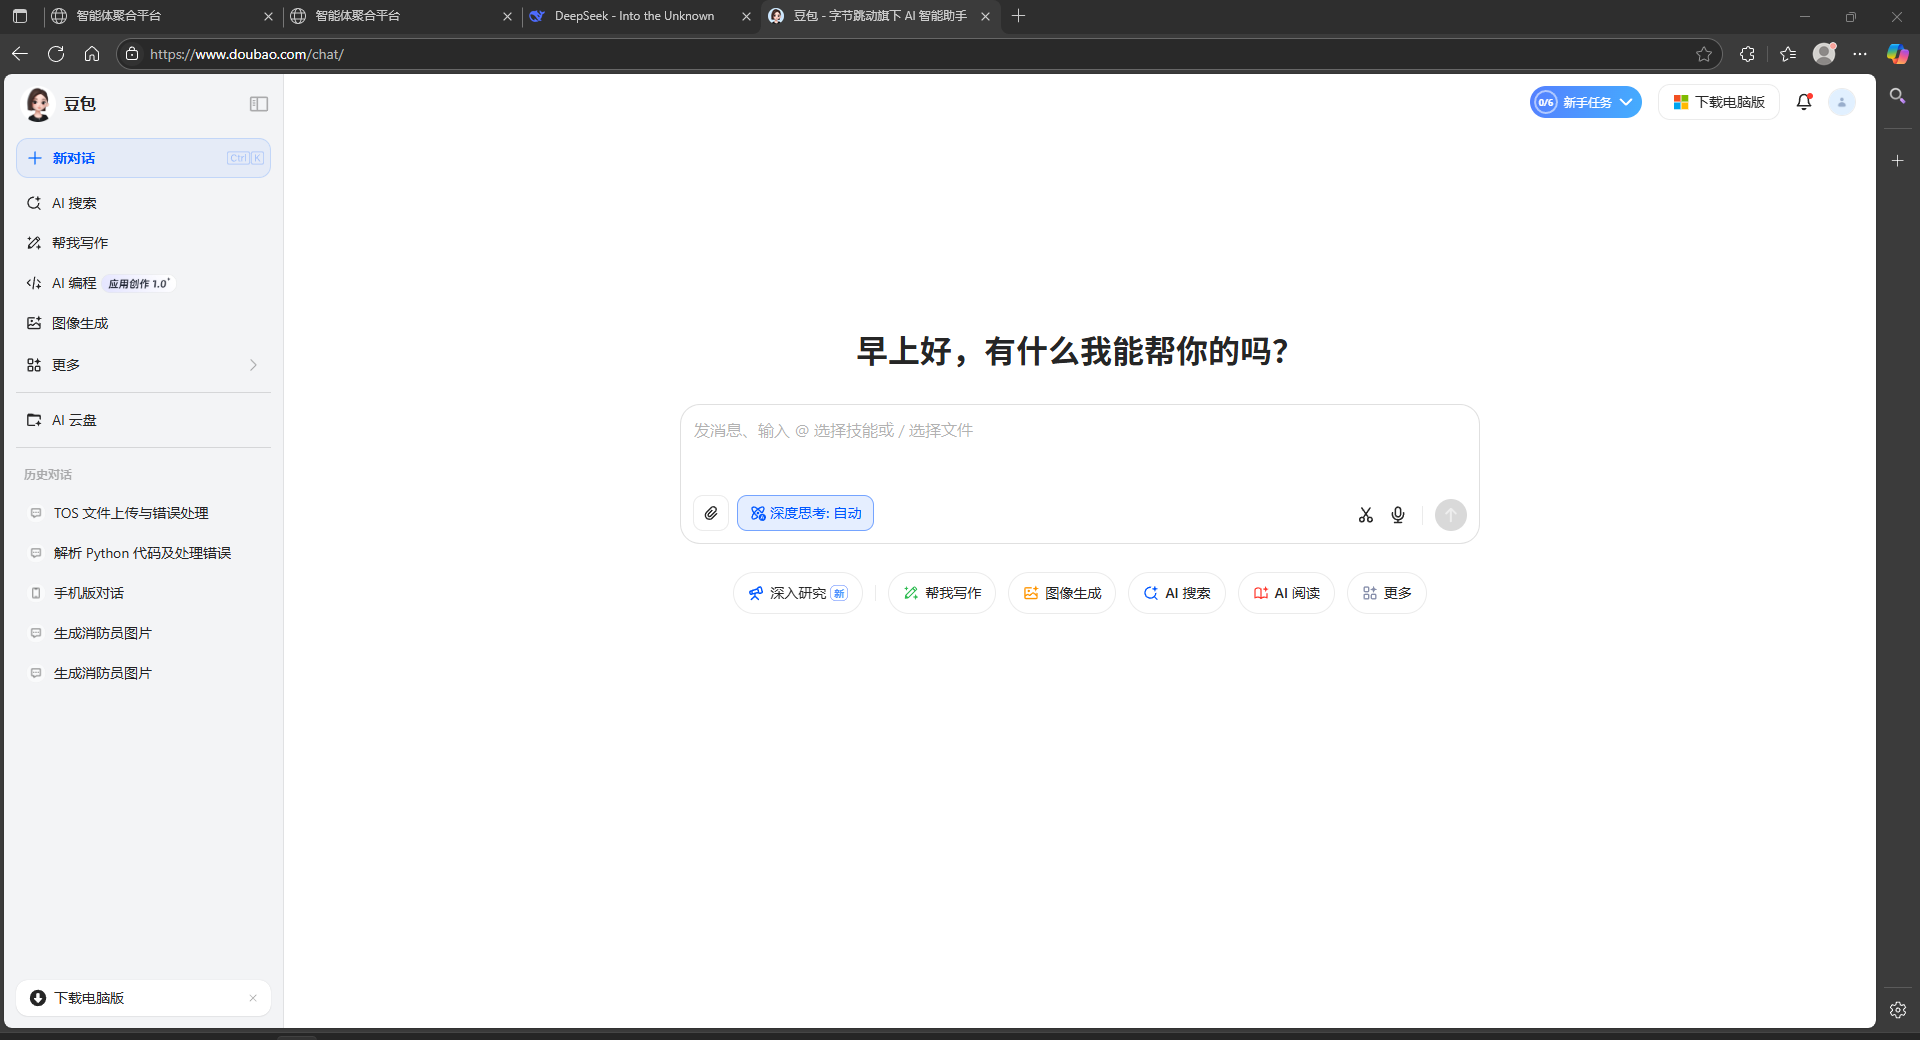 智能体聚合平台
智能体聚合平台
DeepSeek - Into the Unknown
豆包 - 字节跳动旗下 AI 智能助手
https://www.doubao.com/chat/
豆包
新对话
Ctrl K
AI 搜索
帮我写作
AI 编程 应用创作 1.0
图像生成
更多
AI 云盘
历史对话
TOS 文件上传与错误处理
解析 Python 代码及处理错误
手机版对话
生成消防员图片
生成消防员图片
下载电脑版
0/6 新手任务
下载电脑版
早上好，有什么我能帮你的吗？
发消息、输入 @ 选择技能或 / 选择文件
深度思考: 自动
深入研究 新
帮我写作
图像生成
AI 搜索
AI 阅读
更多